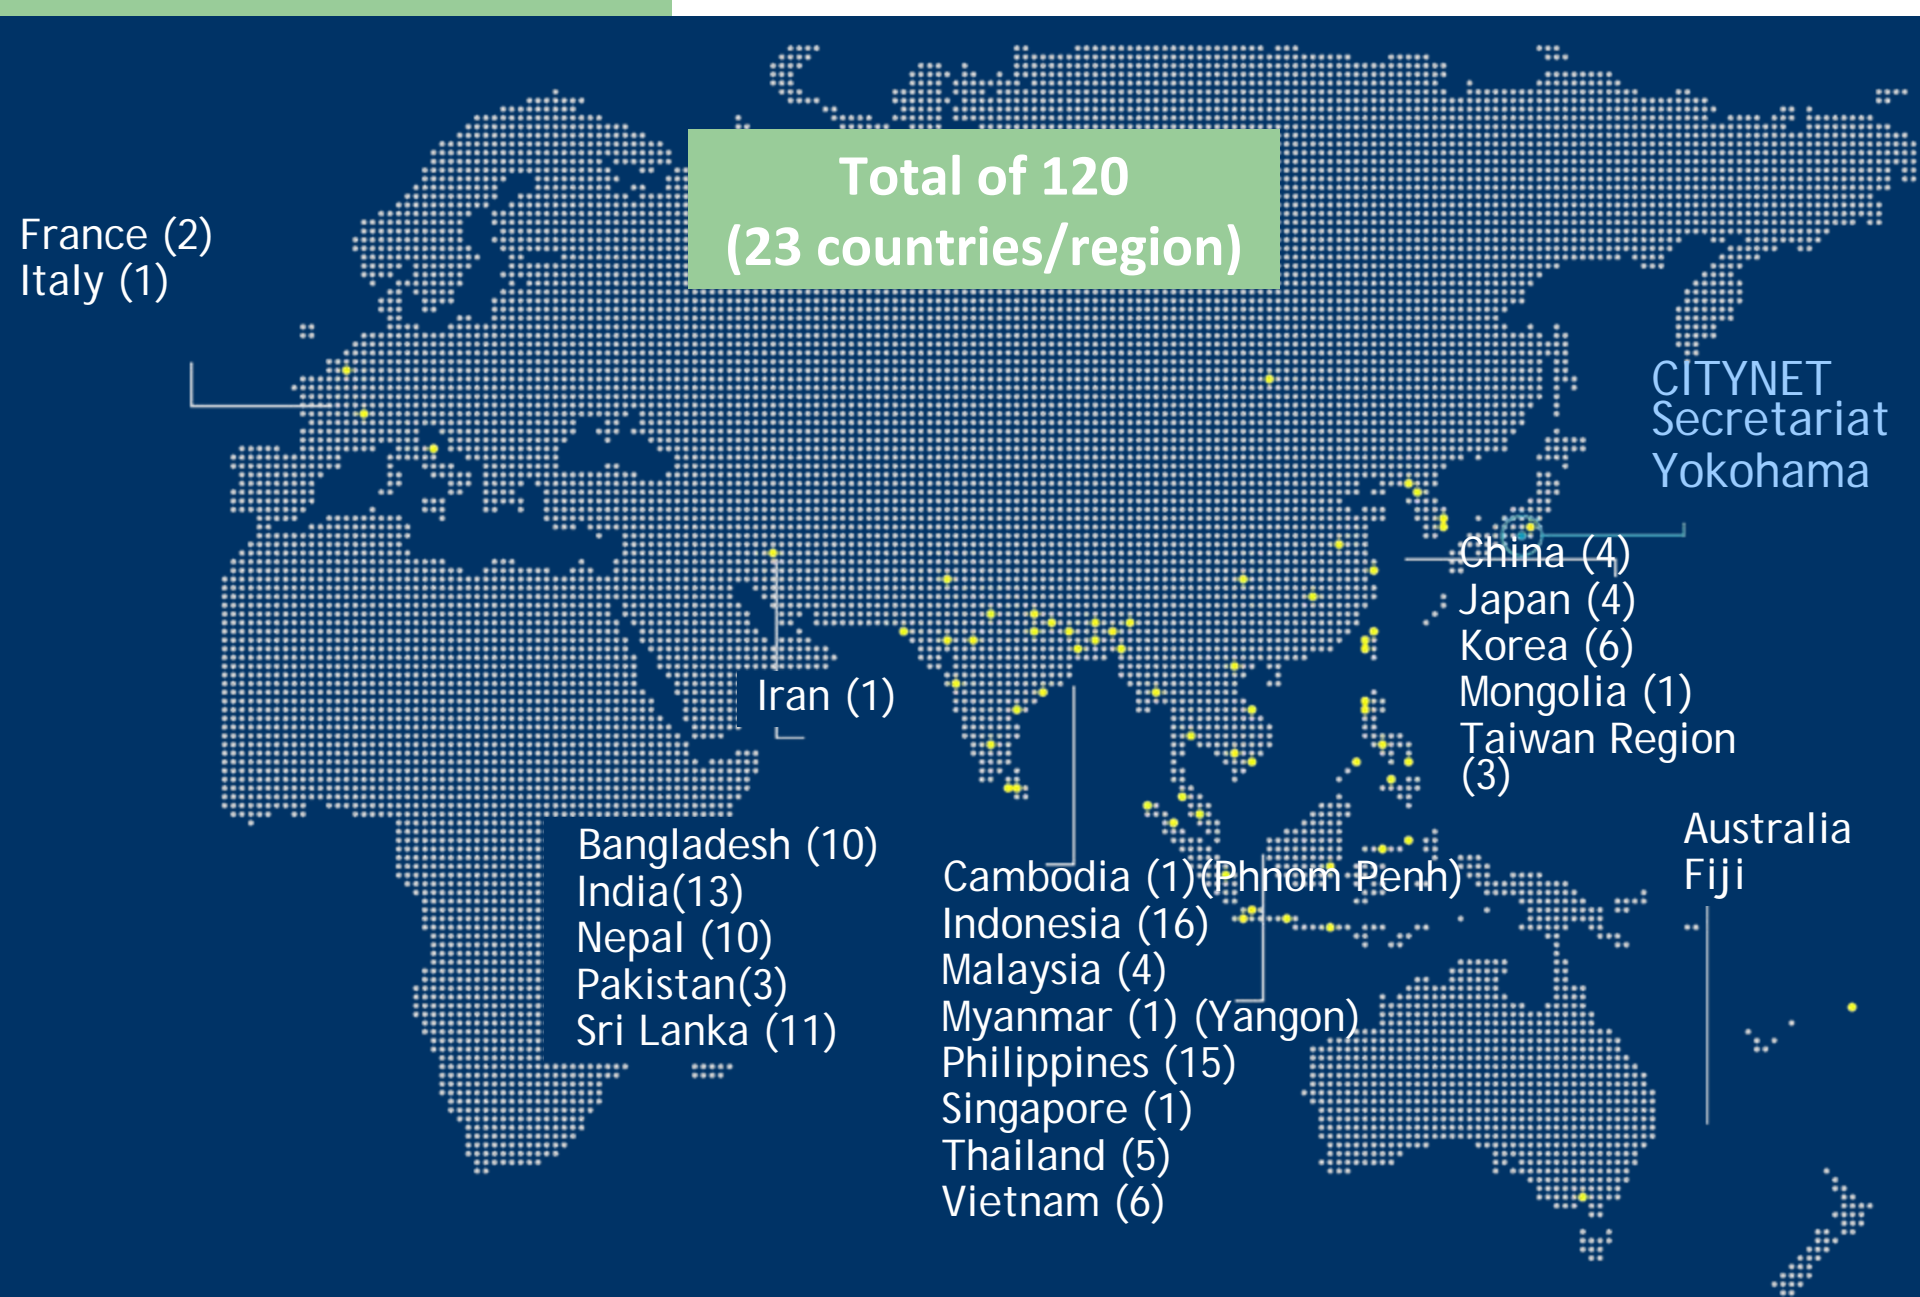 Total of 120
(23 countries/region)
France (2)
Italy (1)
CITYNET
Secretariat
Yokohama
China (4)
Japan (4)
Korea (6)
Mongolia (1)
Taiwan Region
(3)
Iran (1)
Australia
Fiji
Bangladesh (10)
India(13)
Nepal (10)
Pakistan(3)
Sri Lanka (11)
Cambodia (1)(Phnom Penh)
Indonesia (16)
Malaysia (4)
Myanmar (1) (Yangon)
Philippines (15)
Singapore (1)
Thailand (5)
Vietnam (6)